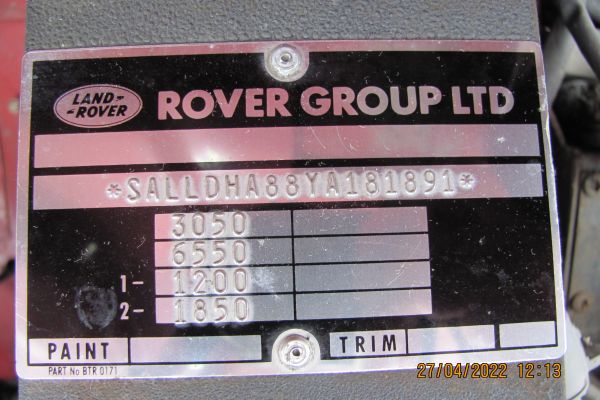 LAND-
-ROVER
ROVER GROUP LTD
*SALLDHA88YA181891*
3050
6550
1- 1200
2- 1850
PAINT
TRIM
PART No BTR 0171
27/04/2022 12:13